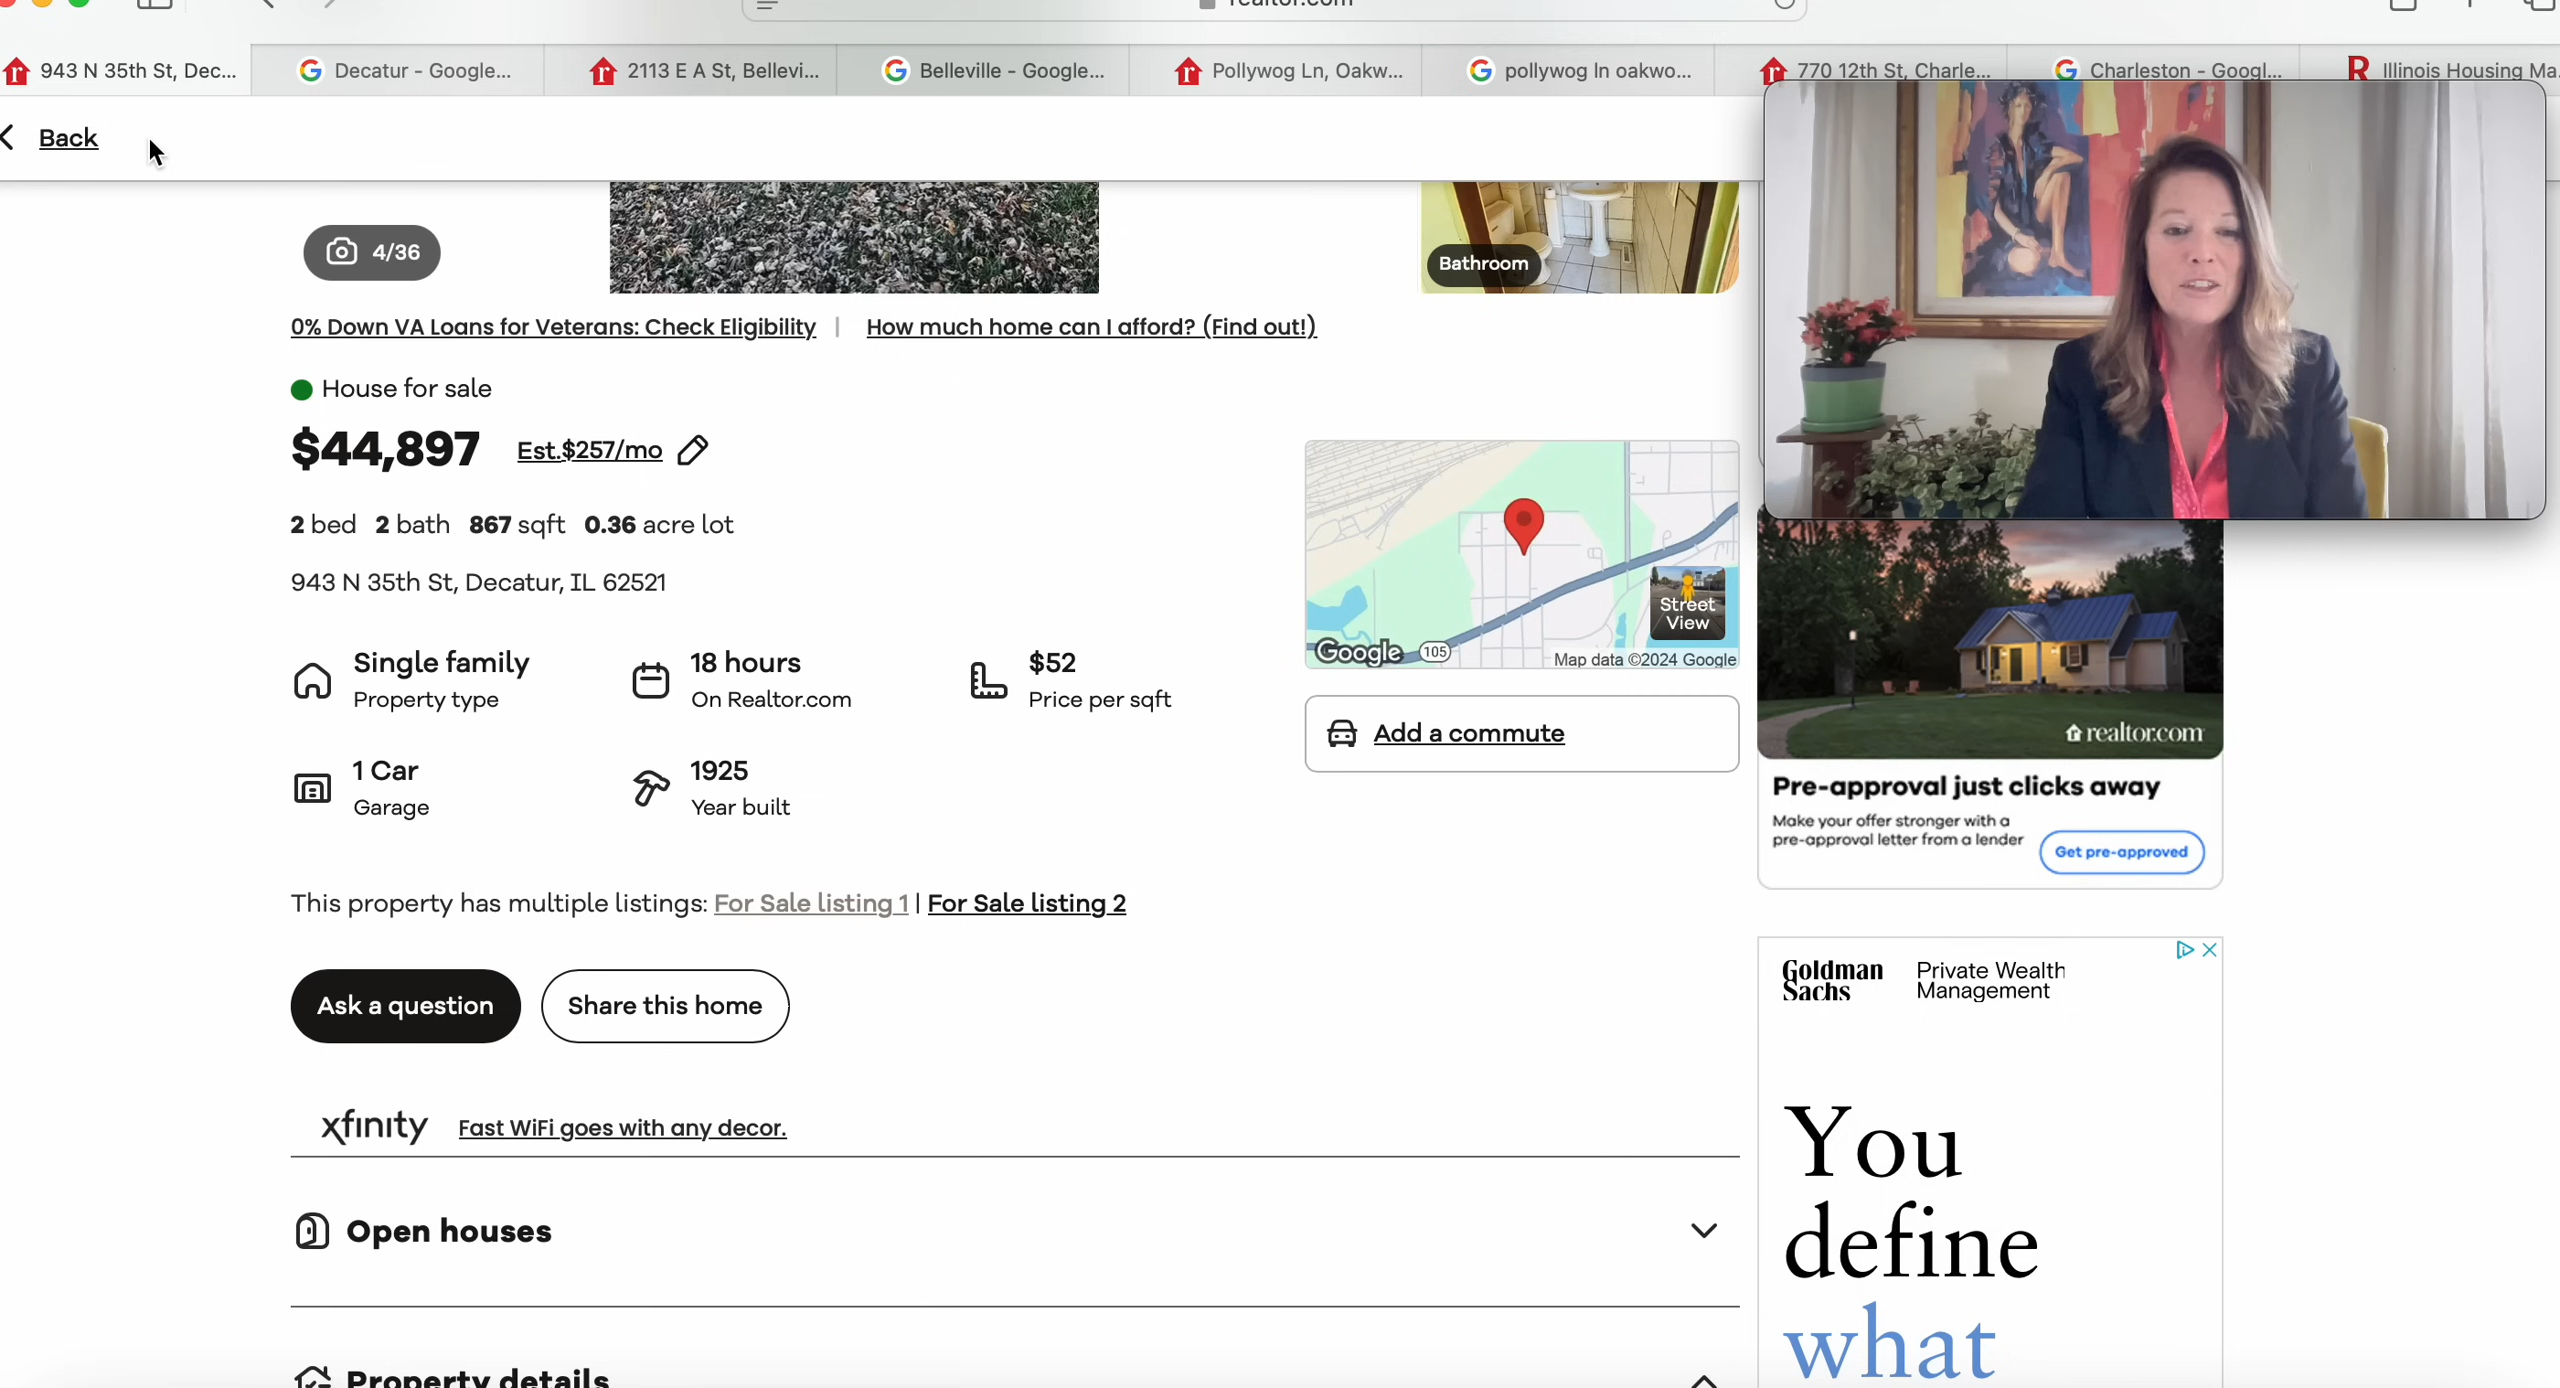 realtor.com
943 N 35th St, Dec...
Decatur - Google...
2113 E A St, Bellevi...
Belleville - Google...
Pollywog Ln, Oakw...
pollywog ln oakwo...
770 12th St, Charle...
Charleston - Googl...
Illinois Housing Ma
Back
4/36
Bathroom
0% Down VA Loans for Veterans: Check Eligibility | How much home can I afford? (Find out!)
House for sale
$44,897 Est.$257/mo
2 bed 2 bath 867 sqft 0.36 acre lot
943 N 35th St, Decatur, IL 62521
Single family
Property type
18 hours
On Realtor.com
$52
Price per sqft
1 Car
Garage
1925
Year built
Street
View
Google
105
Map data ©2024 Google
Add a commute
This property has multiple listings: For Sale listing 1 | For Sale listing 2
Ask a question
Share this home
xfinity Fast WiFi goes with any decor.
Open houses
Property details
realtor.com
Pre-approval just clicks away
Make your offer stronger with a
pre-approval letter from a lender
Get pre-approved
Goldman
Sachs
Private Wealth
Management
You
define
what